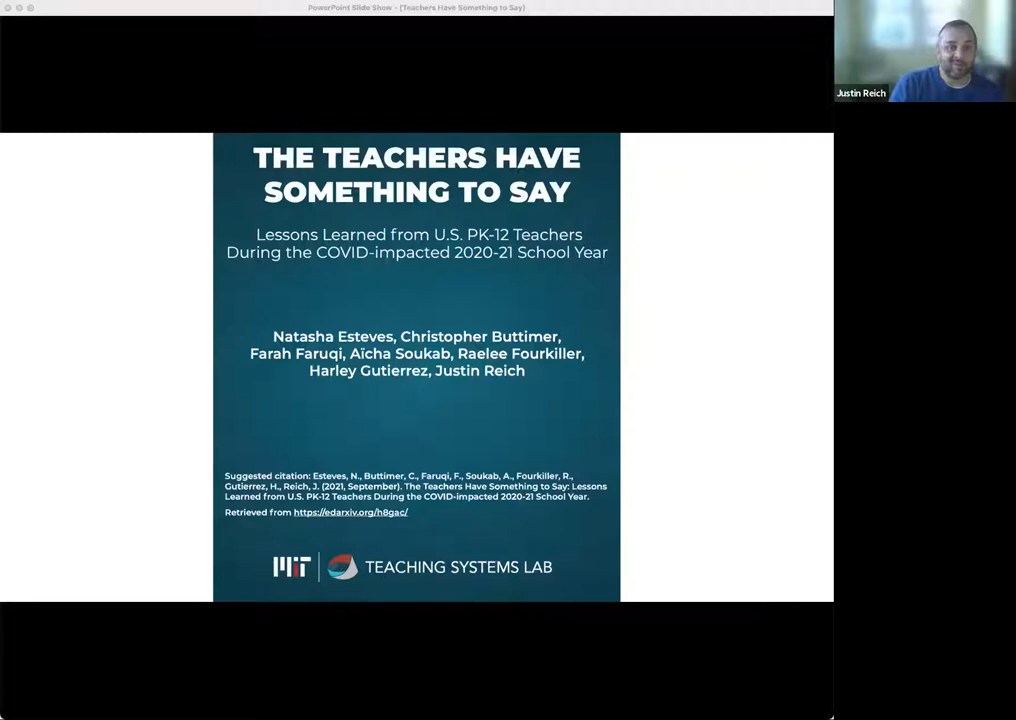 PowerPoint Slide Show - [Teachers Have Something to Say)
Justin Reich
THE TEACHERS HAVE
SOMETHING TO SAY
Lessons Learned from U.S. PK-12 Teachers
During the COVID-impacted 2020-21 School Year
Natasha Esteves, Christopher Buttimer,
Farah Faruqi, Aïcha Soukab, Raelee Fourkiller,
Harley Gutierrez, Justin Reich
Suggested citation: Esteves, N., Buttimer, C., Faruqi, F., Soukab, A., Fourkiller, R.,
Gutierrez, H., Reich, J. (2021, September). The Teachers Have Something to Say: Lessons
Learned from U.S. PK-12 Teachers During the COVID-impacted 2020-21 School Year.
Retrieved from https://edarxiv.org/h8gac/
MIT TEACHING SYSTEMS LAB